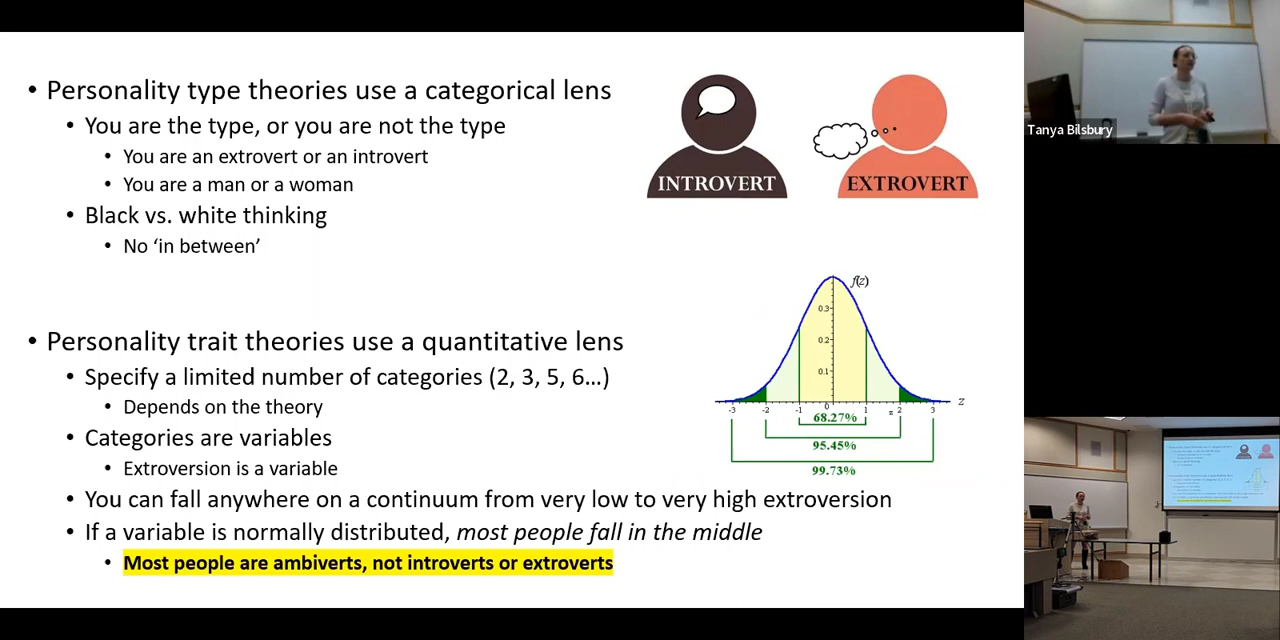 • Personality type theories use a categorical lens
• You are the type, or you are not the type
• You are an extrovert or an introvert
• You are a man or a woman
• Black vs. white thinking
• No ‘in between’
INTROVERT
EXTROVERT
Tanya Bilsbury
f(z)
0.3
0.2
0.1
-3 -2 -1 0 1 2 3 z
68.27%
95.45%
99.73%
• Personality trait theories use a quantitative lens
• Specify a limited number of categories (2, 3, 5, 6…)
• Depends on the theory
• Categories are variables
• Extroversion is a variable
• You can fall anywhere on a continuum from very low to very high extroversion
• If a variable is normally distributed, most people fall in the middle
• Most people are ambiverts, not introverts or extroverts